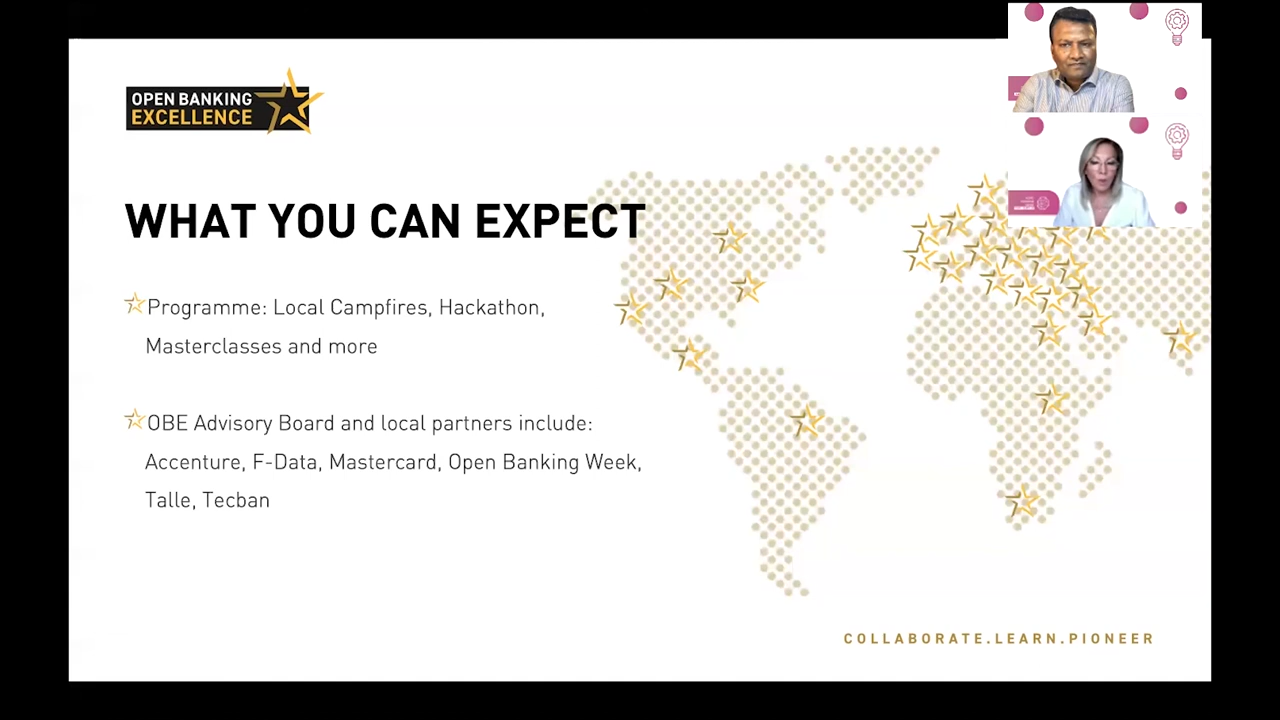 OPEN BANKING
EXCELLENCE
WHAT YOU CAN EXPECT
Programme: Local Campfires, Hackathon,
Masterclasses and more
OBE Advisory Board and local partners include:
Accenture, F-Data, Mastercard, Open Banking Week,
Talle, Tecban
COLLABORATE.LEARN.PIONEER